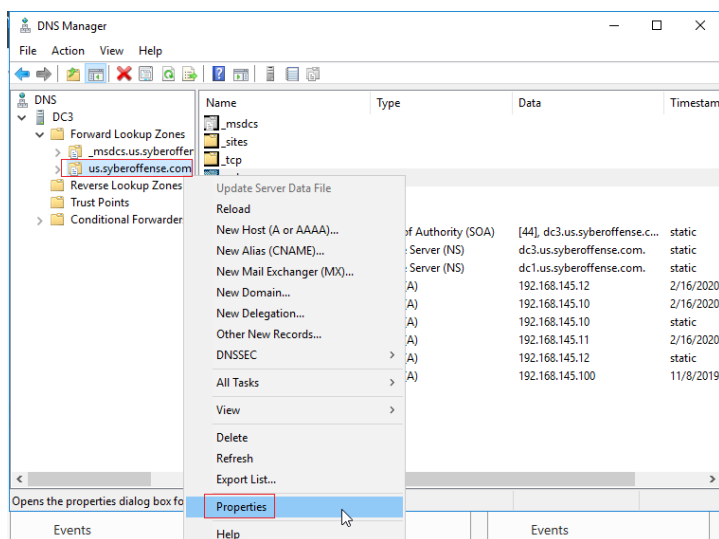 DNS Manager
File Action View Help
DNS
DC3
Forward Lookup Zones
_msdcs.us.syberoffer
us.syberoffense.com
Reverse Lookup Zones
Trust Points
Conditional Forwarder
Name Type Data Timestam
_msdcs
_sites
_tcp
Update Server Data File
Reload
New Host (A or AAAA)...
New Alias (CNAME)...
New Mail Exchanger (MX)...
New Domain...
New Delegation...
Other New Records...
DNSSEC
All Tasks
View
Delete
Refresh
Export List...
Properties
Help
of Authority (SOA) [44], dc3.us.syberoffense.c... static
Server (NS) dc3.us.syberoffense.com. static
Server (NS) dc1.us.syberoffense.com. static
(A) 192.168.145.12 2/16/2020
(A) 192.168.145.10 2/16/2020
(A) 192.168.145.10 static
(A) 192.168.145.11 2/16/2020
(A) 192.168.145.12 static
(A) 192.168.145.100 11/8/2019
Opens the properties dialog box fo
Events Events